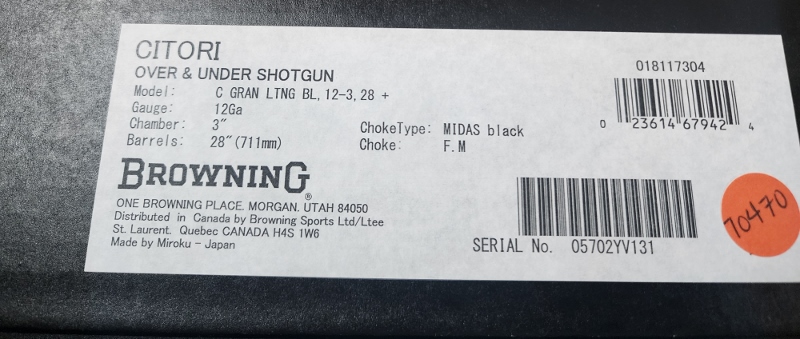 CITORI
OVER & UNDER SHOTGUN
Model: C GRAN LTNG BL, 12-3, 28 +
Gauge: 12Ga
Chamber: 3"
Barrels: 28"(711mm)
ChokeType: MIDAS black
Choke: F.M
BROWNING®
ONE BROWNING PLACE. MORGAN. UTAH 84050
Distributed in Canada by Browning Sports Ltd/Ltee
St. Laurent. Quebec CANADA H4S 1W6
Made by Miroku - Japan
018117304
0 23614 67942 4
SERIAL No. 05702YV131
70470